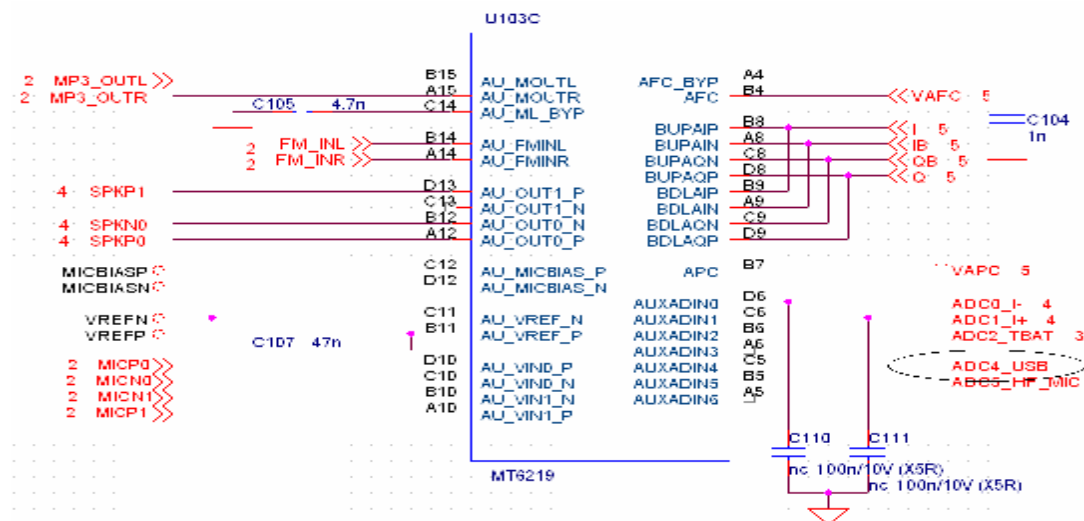 U103C
2 MP3_OUTL
2 MP3_OUTR
C105 4.7n
2 FM_INL
2 FM_INR
4 SPKP1
4 SPKN0
4 SPKP0
MICBIASP
MICBIASN
VREFN
VREFP
C107 47n
2 MICP0
2 MICN0
2 MICN1
2 MICP1
B15 AU_MOUTL
A15 AU_MOUTR
C14 AU_ML_BYP
B14 AU_FMINL
A14 AU_FMINR
D13 AU_OUT1_P
C13 AU_OUT1_N
B12 AU_OUT0_N
A12 AU_OUT0_P
C12 AU_MICBIAS_P
D12 AU_MICBIAS_N
C11 AU_VREF_N
B11 AU_VREF_P
D10 AU_VIN0_P
C10 AU_VIN0_N
B10 AU_VIN1_N
A10 AU_VIN1_P
AFC_BYP A4
AFC B4
BUPAIP B8
BUPAIN A8
BUPAQN C8
BUPAQP D8
BDLAIP B9
BDLAIN A9
BDLAQN C9
BDLAQP D9
APC B7
AUXADIN0 D6
AUXADIN1 C6
AUXADIN2 B6
AUXADIN3 A6
AUXADIN4 C5
AUXADIN5 B5
AUXADIN6 A5
VAFC 5
I 5
IB 5
QB 5
Q 5
C104
1n
VAPC 5
ADC0_I- 4
ADC1_I+ 4
ADC2_TBAT 3
ADC4_USB
ADC5_HF_MIC
C110
nc 100n/10V (X5R)
C111
nc 100n/10V (X5R)
MT6219